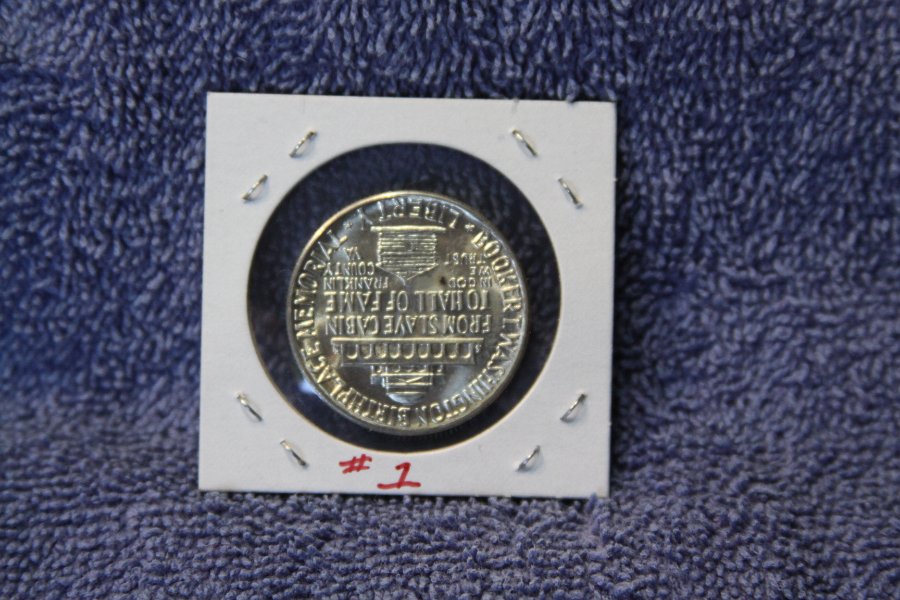 BOOKER T. WASHINGTON BIRTHPLACE MEMORIAL
FROM SLAVE CABIN
TO HALL OF FAME
IN GOD
WE
TRUST
FRANKLIN
COUNTY
VA.
· LIBERTY ·
# 1